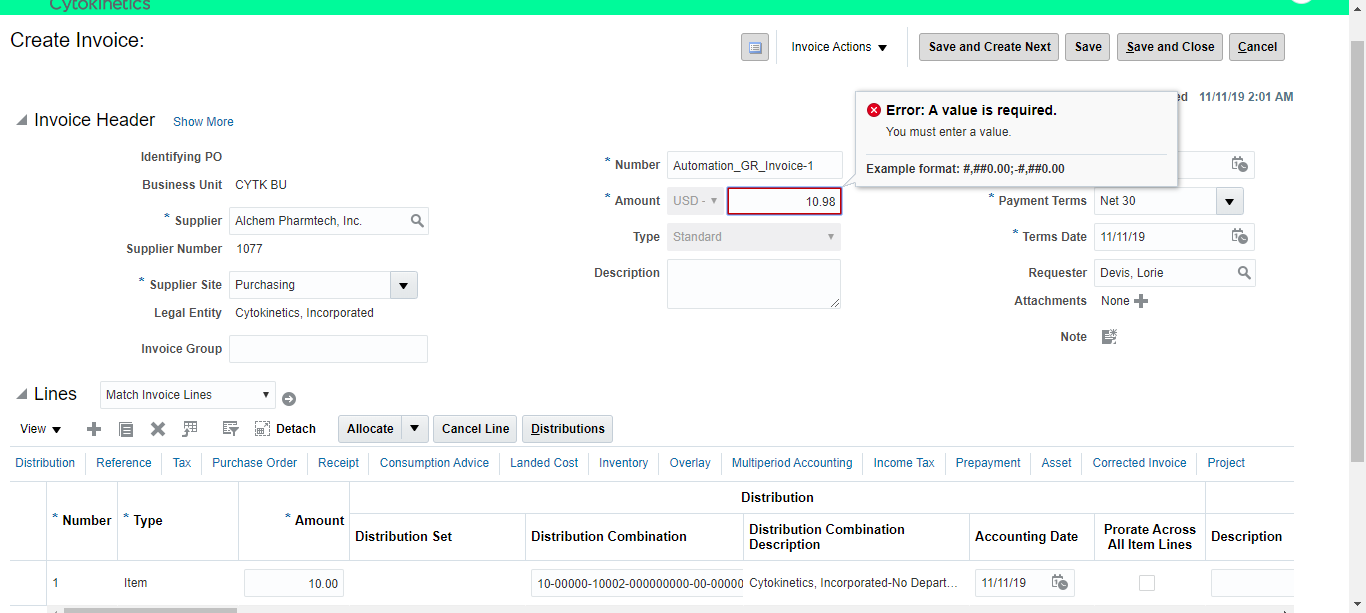 Cytokinetics
Create Invoice:
Invoice Actions
Save and Create Next
Save
Save and Close
Cancel
ed 11/11/19 2:01 AM
Error: A value is required.
You must enter a value.
Example format: #,##0.00;-#,##0.00
Invoice Header
Show More
Identifying PO
Business Unit CYTK BU
* Supplier Alchem Pharmtech, Inc.
Supplier Number 1077
* Supplier Site Purchasing
Legal Entity Cytokinetics, Incorporated
Invoice Group
* Number Automation_GR_Invoice-1
* Amount USD - 10.98
Type Standard
Description
* Payment Terms Net 30
* Terms Date 11/11/19
Requester Devis, Lorie
Attachments None
Note
Lines
Match Invoice Lines
View
Detach
Allocate
Cancel Line
Distributions
Distribution Reference Tax Purchase Order Receipt Consumption Advice Landed Cost Inventory Overlay Multiperiod Accounting Income Tax Prepayment Asset Corrected Invoice Project
Distribution
* Number * Type * Amount
Distribution Set
Distribution Combination
Distribution Combination
Description
Accounting Date
Prorate Across
All Item Lines
Description
1 Item 10.00 10-00000-10002-000000000-00-00000 Cytokinetics, Incorporated-No Depart... 11/11/19